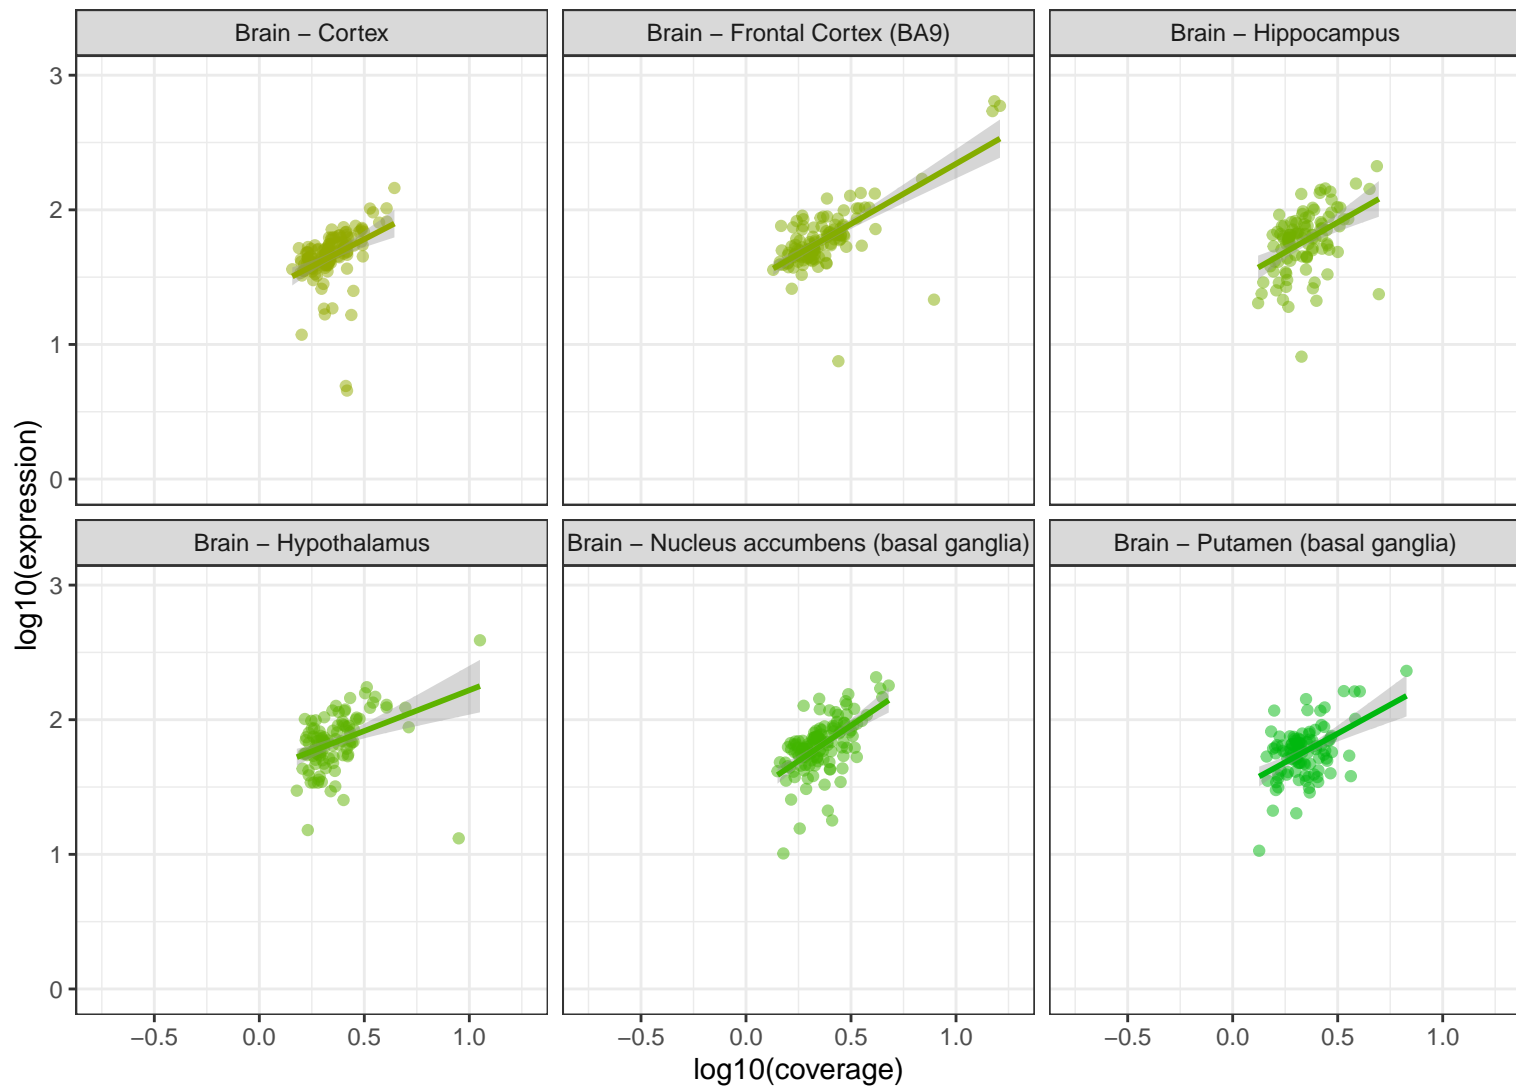 Brain − Cortex
Brain − Frontal Cortex (BA9)
Brain − Hippocampus
3
2
1
0
Brain − Hypothalamus
Brain − Nucleus accumbens (basal ganglia)
Brain − Putamen (basal ganglia)
3
2
1
0
log10(expression)
−0.5 0.0 0.5 1.0
−0.5 0.0 0.5 1.0
−0.5 0.0 0.5 1.0
log10(coverage)